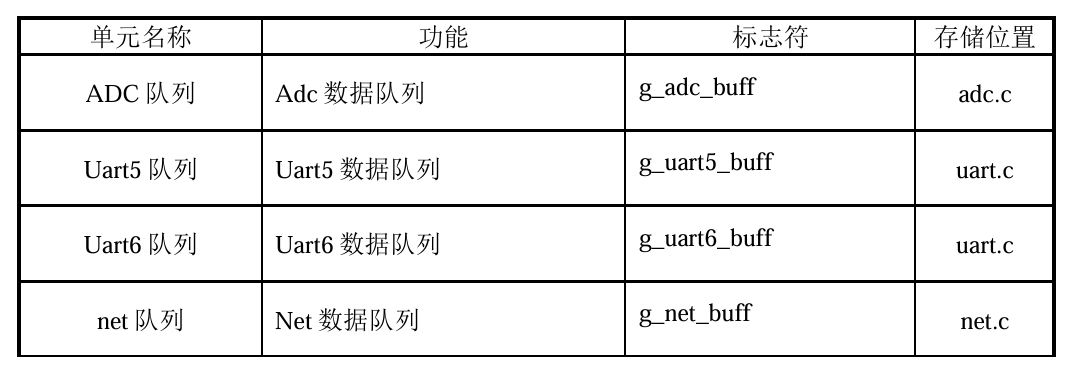 单元名称 功能 标志符 存储位置
ADC 队列 Adc 数据队列 g_adc_buff adc.c
Uart5 队列 Uart5 数据队列 g_uart5_buff uart.c
Uart6 队列 Uart6 数据队列 g_uart6_buff uart.c
net 队列 Net 数据队列 g_net_buff net.c